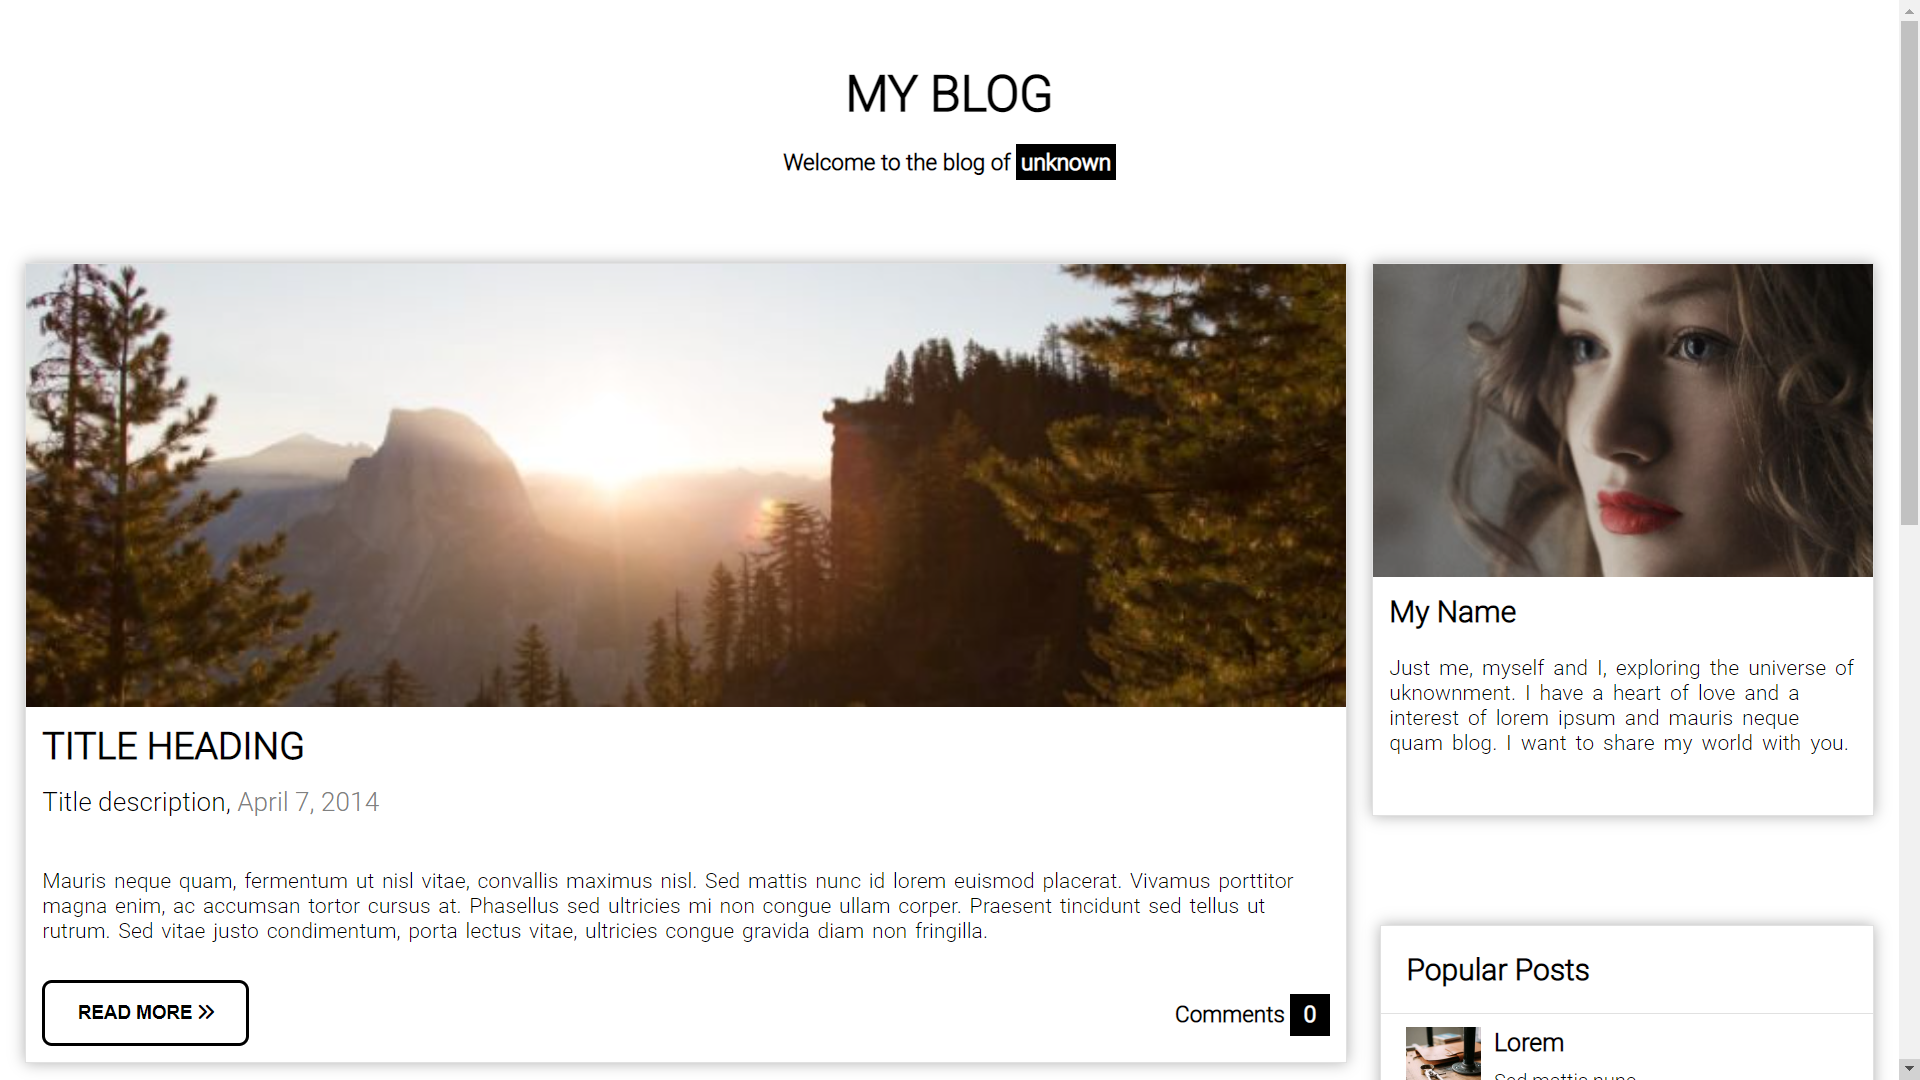 MY BLOG
Welcome to the blog of unknown
TITLE HEADING
Title description, April 7, 2014
Mauris neque quam, fermentum ut nisl vitae, convallis maximus nisl. Sed mattis nunc id lorem euismod placerat. Vivamus porttitor
magna enim, ac accumsan tortor cursus at. Phasellus sed ultricies mi non congue ullam corper. Praesent tincidunt sed tellus ut
rutrum. Sed vitae justo condimentum, porta lectus vitae, ultricies congue gravida diam non fringilla.
READ MORE »
Comments 0
My Name
Just me, myself and I, exploring the universe of
uknownment. I have a heart of love and a
interest of lorem ipsum and mauris neque
quam blog. I want to share my world with you.
Popular Posts
Lorem
Sed mattis nunc